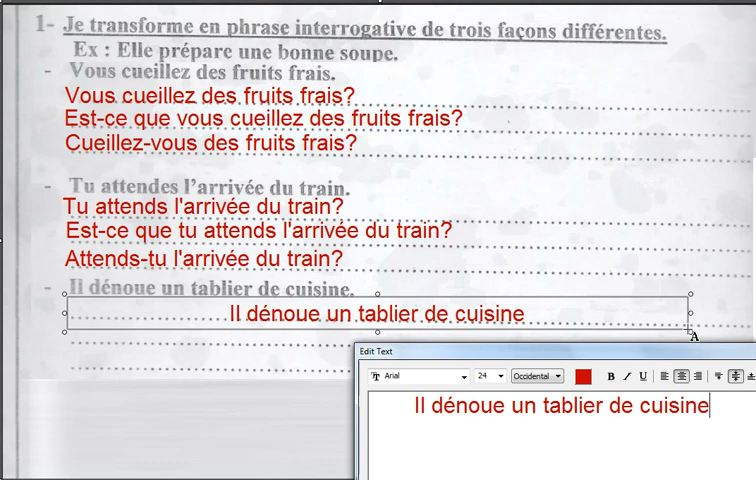 1- Je transforme en phrase interrogative de trois façons différentes.
Ex : Elle prépare une bonne soupe.
- Vous cueillez des fruits frais.
Vous cueillez des fruits frais?
Est-ce que vous cueillez des fruits frais?
Cueillez-vous des fruits frais?
- Tu attendes l'arrivée du train.
Tu attends l'arrivée du train?
Est-ce que tu attends l'arrivée du train?
Attends-tu l'arrivée du train?
- Il dénoue un tablier de cuisine.
Il dénoue un tablier de cuisine
A
Edit Text
Arial 24 Occidental B I U
Il dénoue un tablier de cuisine